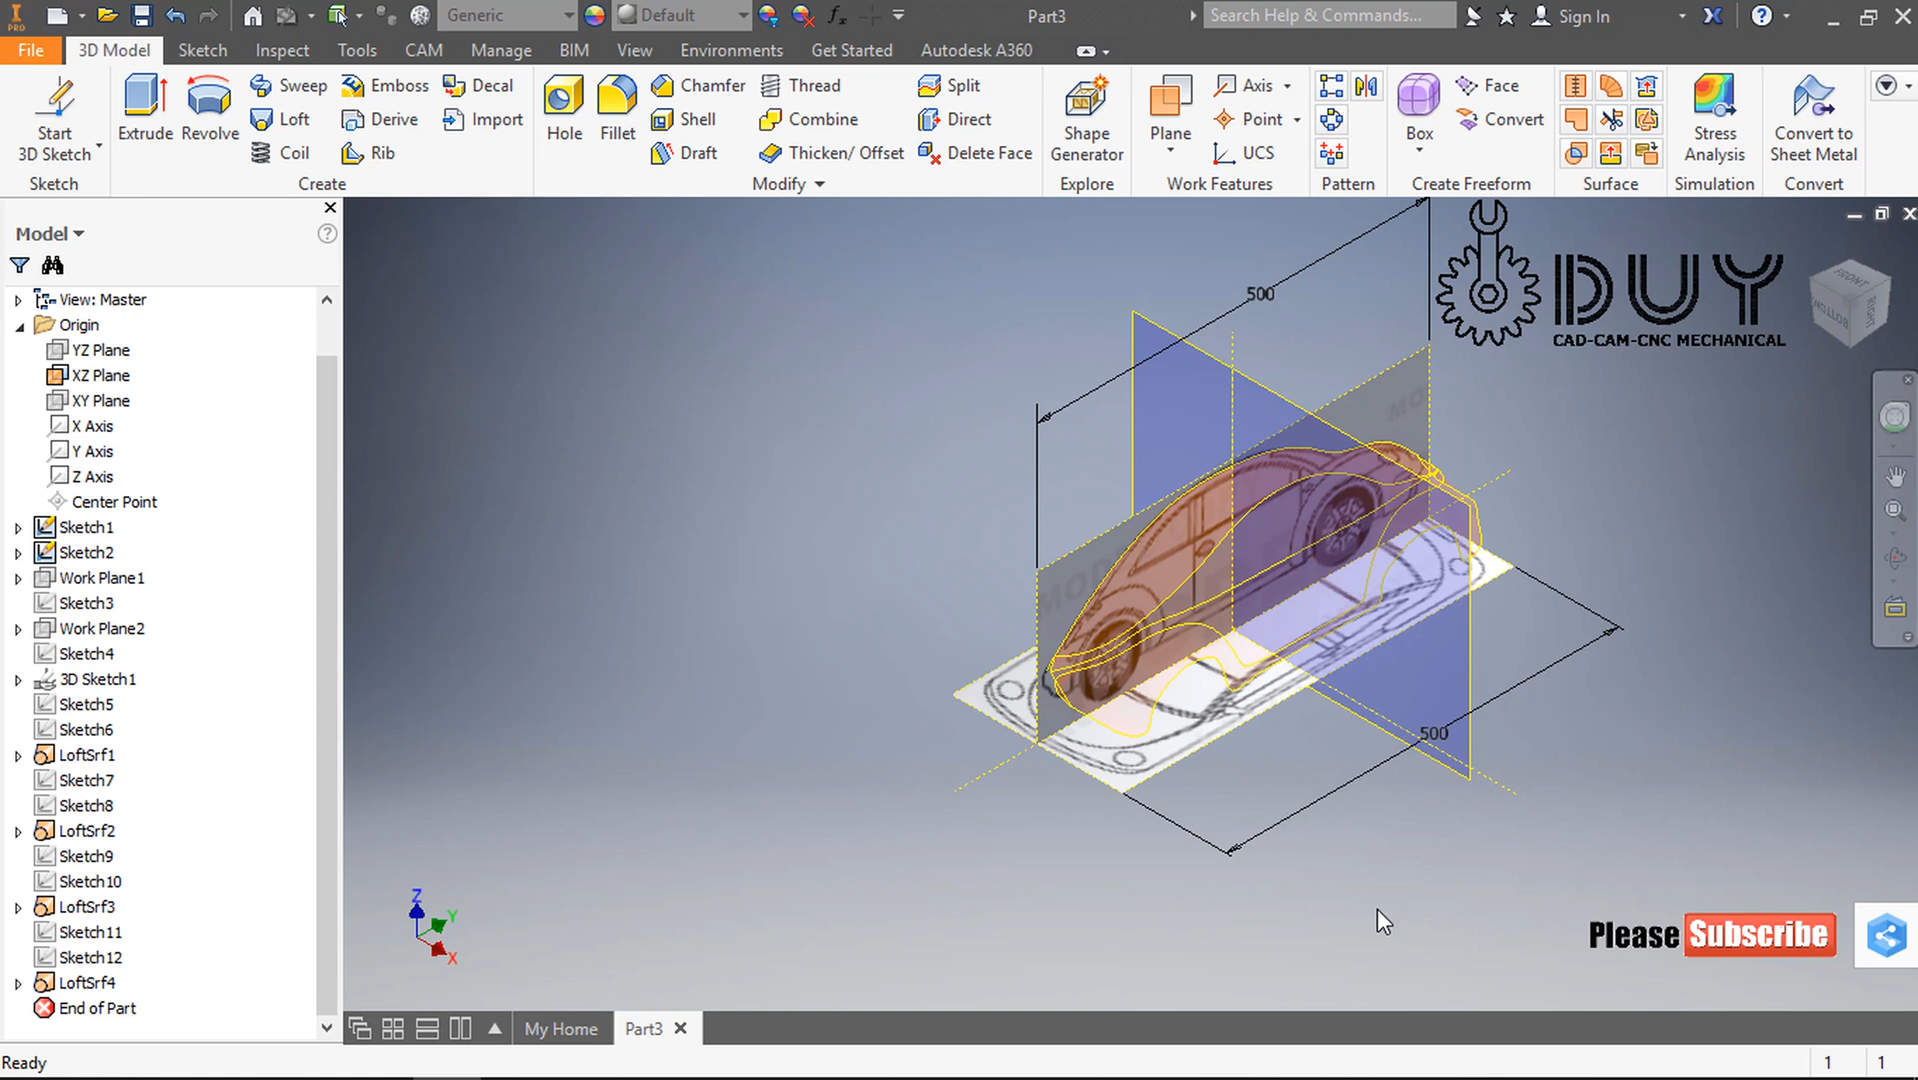 PRO
Generic
Default
Part3
Search Help & Commands...
Sign In
File
3D Model
Sketch
Inspect
Tools
CAM
Manage
BIM
View
Environments
Get Started
Autodesk A360
Start
3D Sketch
Sketch
Extrude
Revolve
Sweep
Loft
Coil
Emboss
Derive
Rib
Decal
Import
Create
Hole
Fillet
Chamfer
Shell
Draft
Thread
Combine
Thicken/ Offset
Split
Direct
Delete Face
Modify
Shape
Generator
Explore
Plane
Axis
Point
UCS
Work Features
Pattern
Box
Face
Convert
Create Freeform
Surface
Stress
Analysis
Simulation
Convert to
Sheet Metal
Convert
Model
View: Master
Origin
YZ Plane
XZ Plane
XY Plane
X Axis
Y Axis
Z Axis
Center Point
Sketch1
Sketch2
Work Plane1
Sketch3
Work Plane2
Sketch4
3D Sketch1
Sketch5
Sketch6
LoftSrf1
Sketch7
Sketch8
LoftSrf2
Sketch9
Sketch10
LoftSrf3
Sketch11
Sketch12
LoftSrf4
End of Part
500
500
DUY
CAD-CAM-CNC MECHANICAL
FRONT
RIGHT
BOTTOM
Z
Y
X
Please Subscribe
My Home
Part3
Ready
1
1